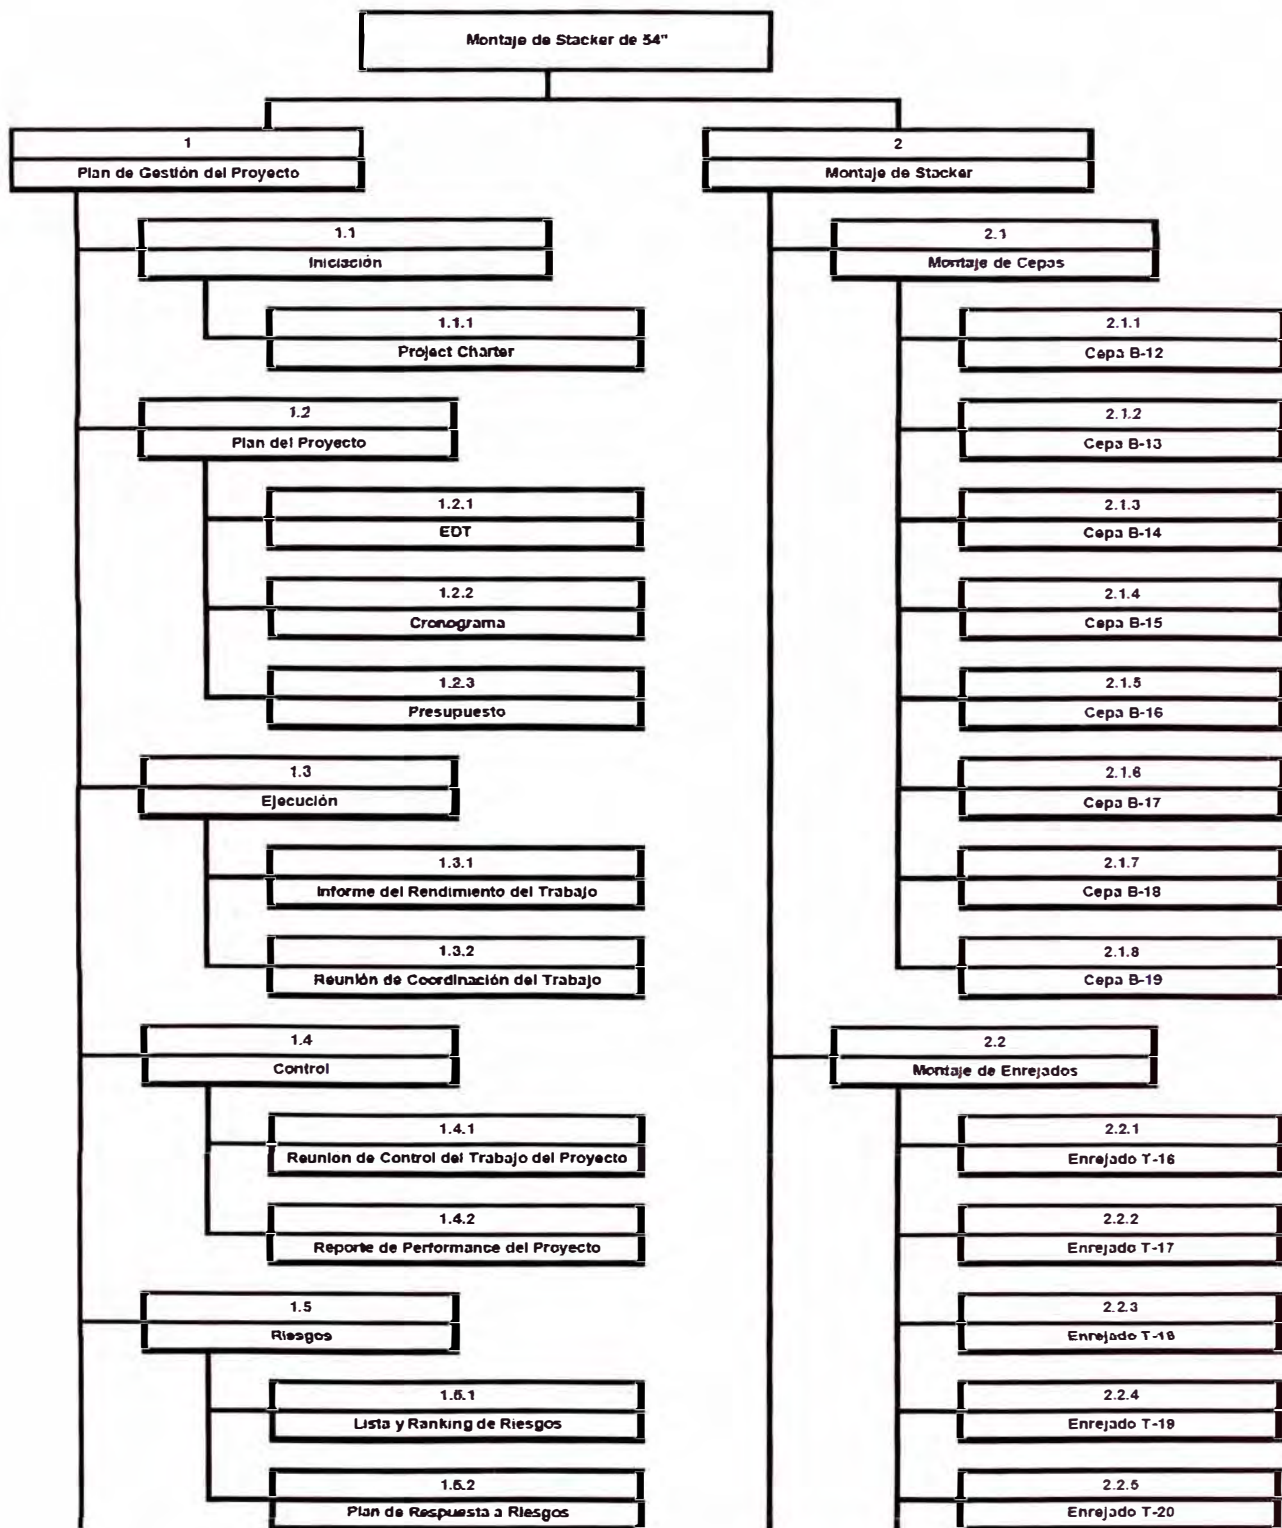 Montaje de Stacker de 54"
1
Plan de Gestión del Proyecto
1.1
Iniciación
1.1.1
Project Charter
1.2
Plan del Proyecto
1.2.1
EDT
1.2.2
Cronograma
1.2.3
Presupuesto
1.3
Ejecución
1.3.1
Informe del Rendimiento del Trabajo
1.3.2
Reunión de Coordinación del Trabajo
1.4
Control
1.4.1
Reunion de Control del Trabajo del Proyecto
1.4.2
Reporte de Performance del Proyecto
1.5
Riesgos
1.5.1
Lista y Ranking de Riesgos
1.5.2
Plan de Respuesta a Riesgos
2
Montaje de Stacker
2.1
Montaje de Cepas
2.1.1
Cepa B-12
2.1.2
Cepa B-13
2.1.3
Cepa B-14
2.1.4
Cepa B-15
2.1.5
Cepa B-16
2.1.6
Cepa B-17
2.1.7
Cepa B-18
2.1.8
Cepa B-19
2.2
Montaje de Enrejados
2.2.1
Enrejado T-16
2.2.2
Enrejado T-17
2.2.3
Enrejado T-18
2.2.4
Enrejado T-19
2.2.5
Enrejado T-20